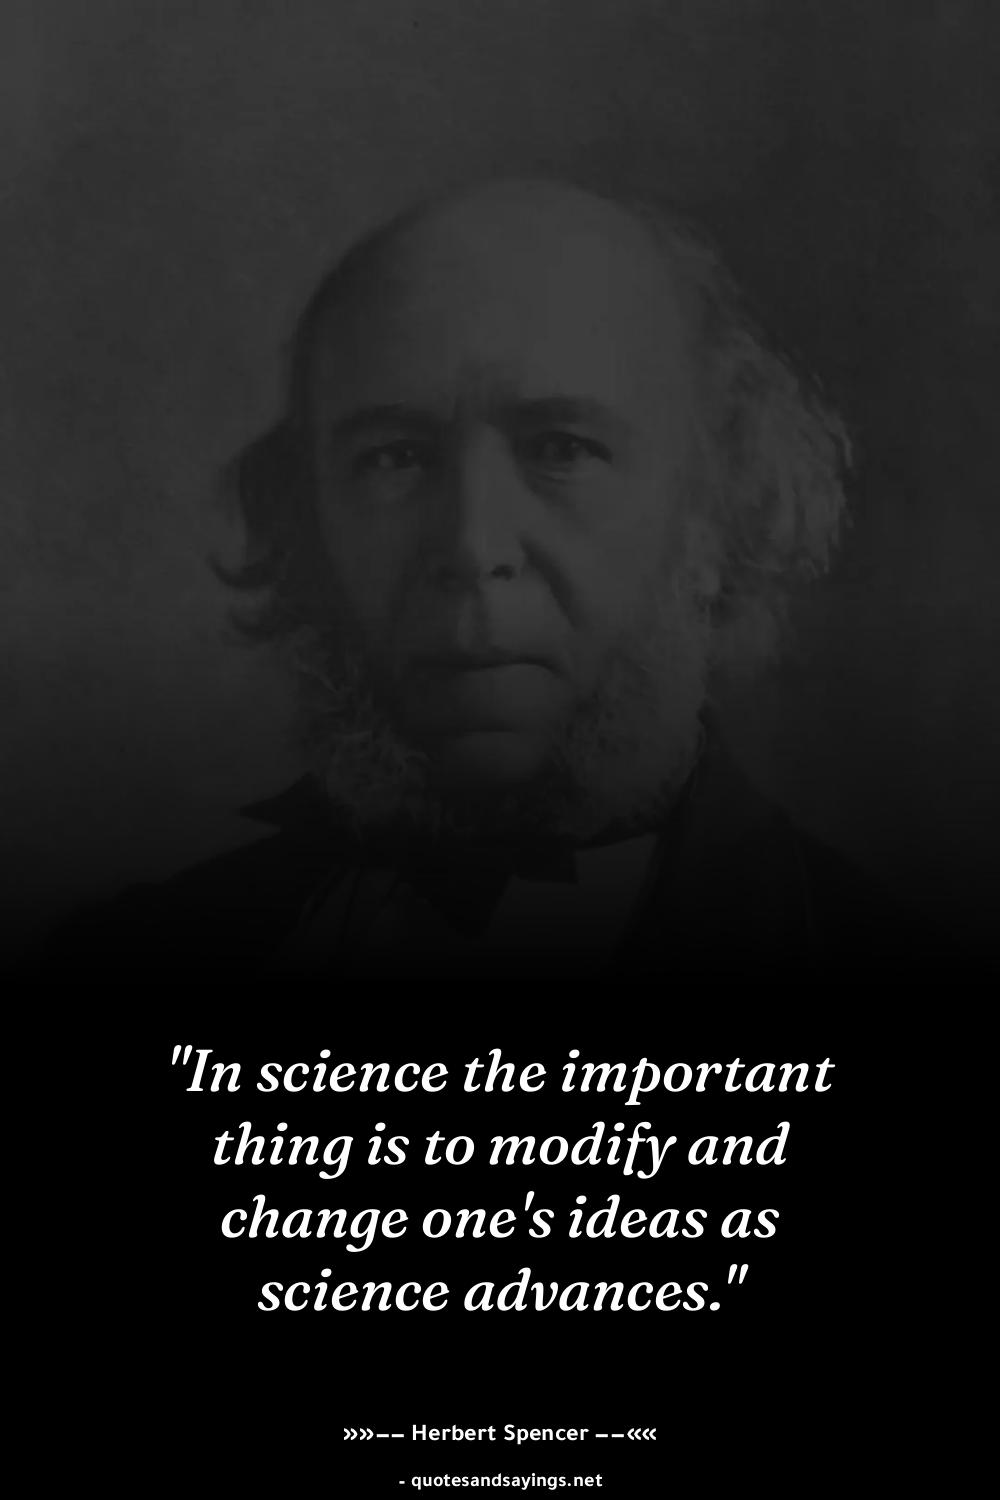 "In science the important
thing is to modify and
change one's ideas as
science advances."
»»−− Herbert Spencer −−««
- quotesandsayings.net